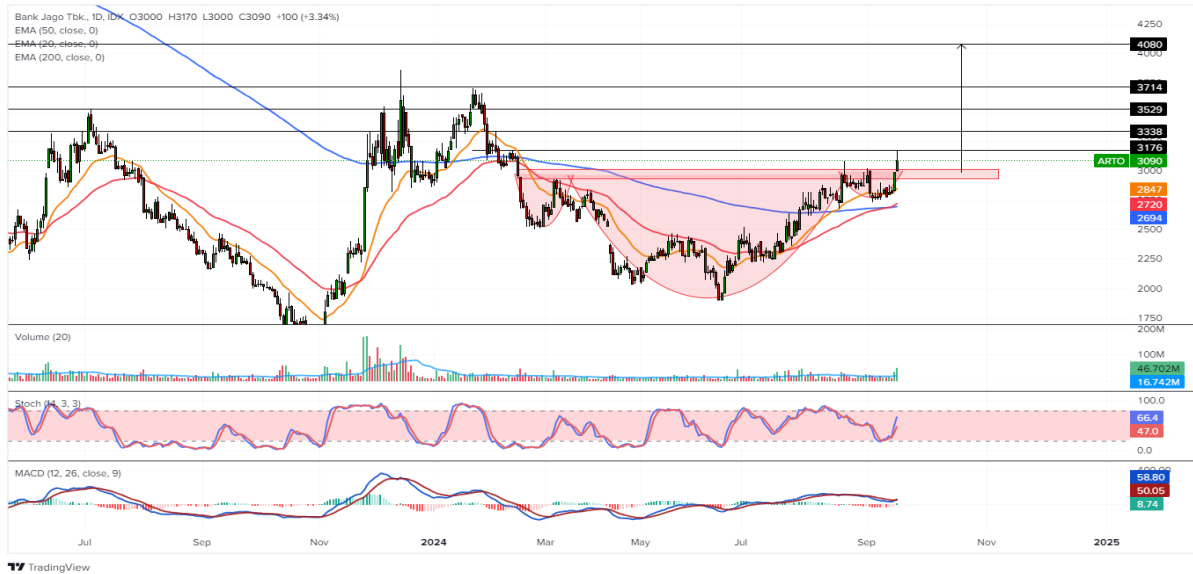 Bank Jago Tbk., 1D, IDX O3000 H3170 L3000 C3090 +100 (+3.34%)
EMA (50, close, 0)
EMA (20, close, 0)
EMA (200, close, 0)
4250
4080
4000
3714
3529
3338
3176
ARTO 3090
3000
2847
2720
2694
2500
2250
2000
1750
Volume (20)
200M
100M
46.702M
16.742M
Stoch (14, 3, 3)
100.0
66.4
47.0
0.0
MACD (12, 26, close, 9)
58.80
50.05
8.74
Jul Sep Nov 2024 Mar May Jul Sep Nov 2025
TradingView